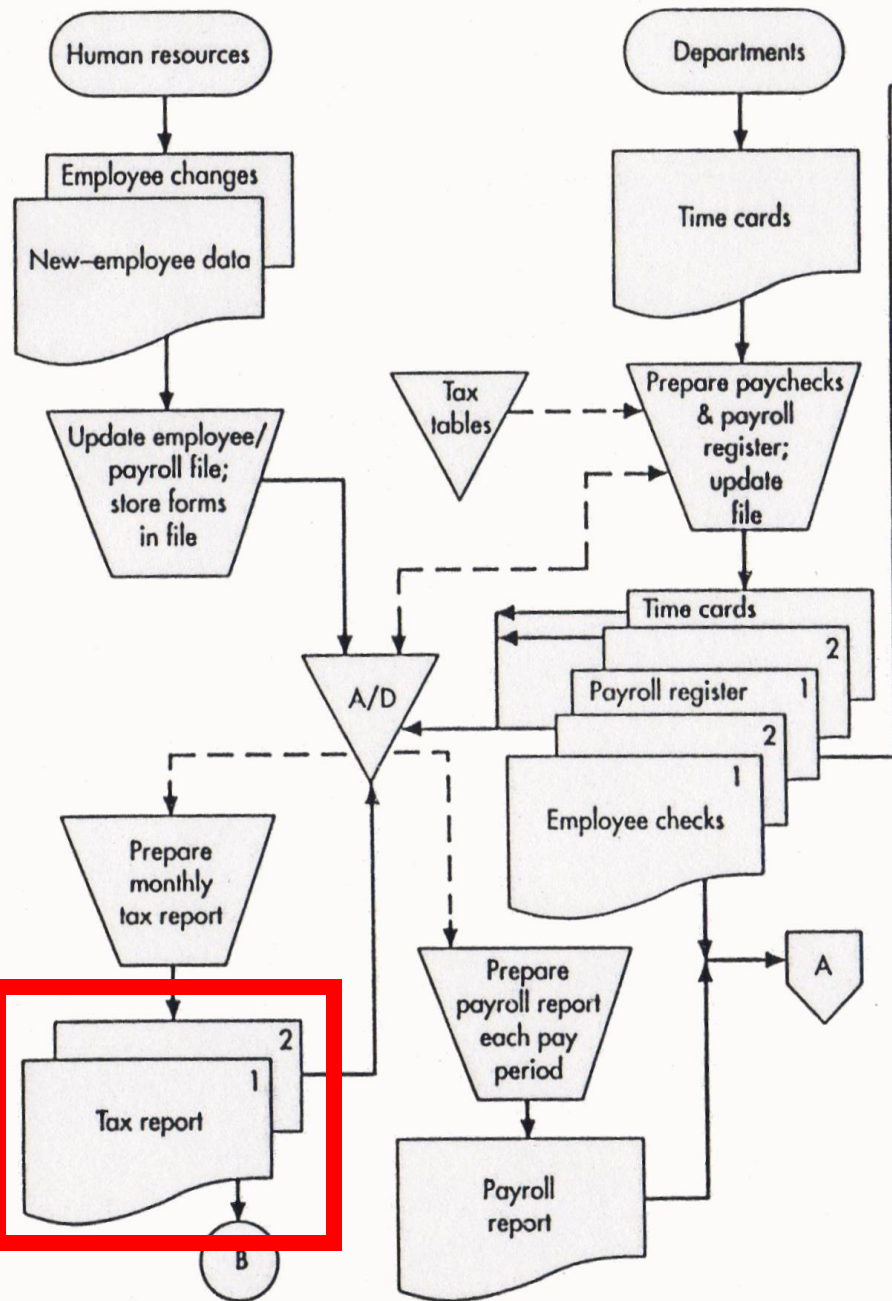 Human resources
Departments
Employee changes
New–employee data
Time cards
Update employee/
payroll file;
store forms
in file
Tax
tables
Prepare paychecks
& payroll
register;
update
file
A/D
Time cards
2
Payroll register
1
2
1
Employee checks
Prepare
monthly
tax report
Prepare
payroll report
each pay
period
A
2
1
Tax report
Payroll
report
B